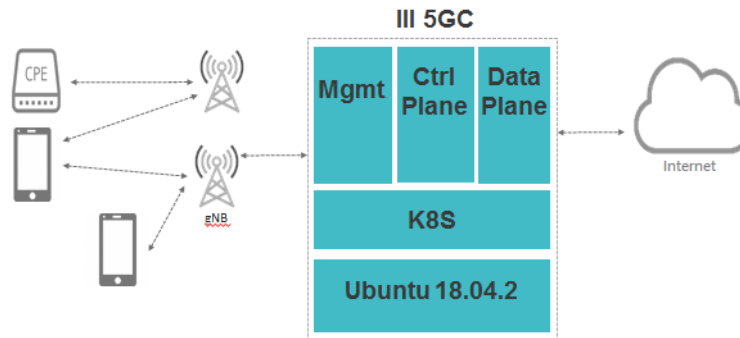 III 5GC
CPE
Mgmt
Ctrl
Plane
Data
Plane
gNB
K8S
Ubuntu 18.04.2
Internet